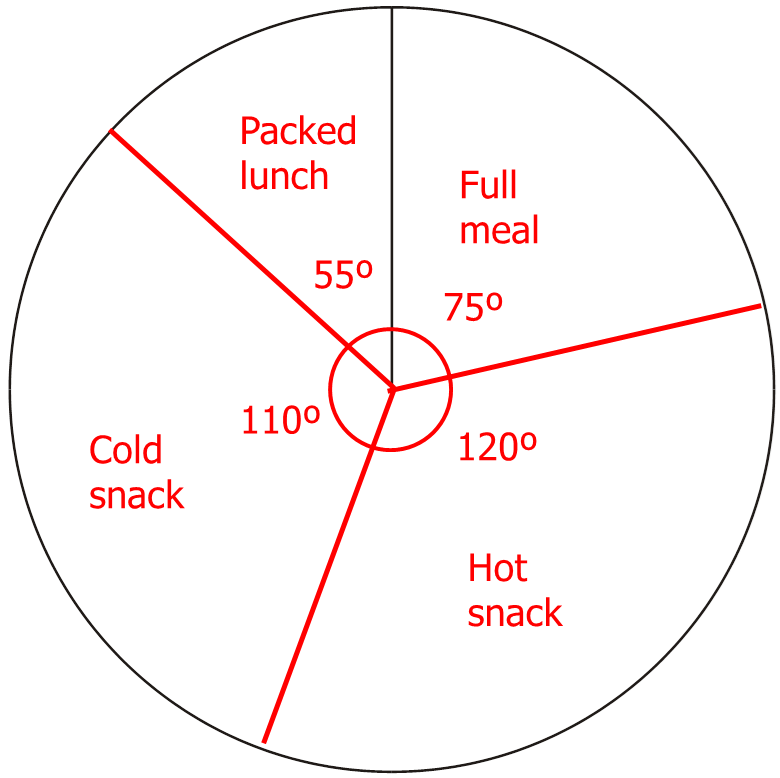 Packed
lunch
Full
meal
55º
75º
110º
120º
Cold
snack
Hot
snack